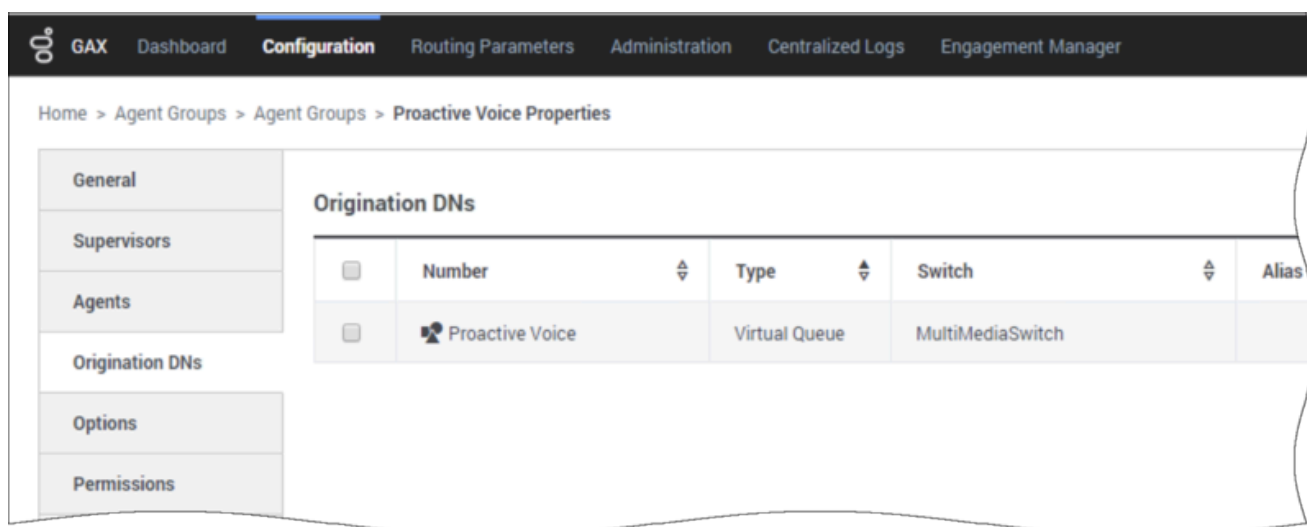 GAX Dashboard Configuration Routing Parameters Administration Centralized Logs Engagement Manager
Home > Agent Groups > Agent Groups > Proactive Voice Properties
General
Supervisors
Agents
Origination DNs
Options
Permissions
Origination DNs
Number Type Switch Alias
Proactive Voice Virtual Queue MultiMediaSwitch